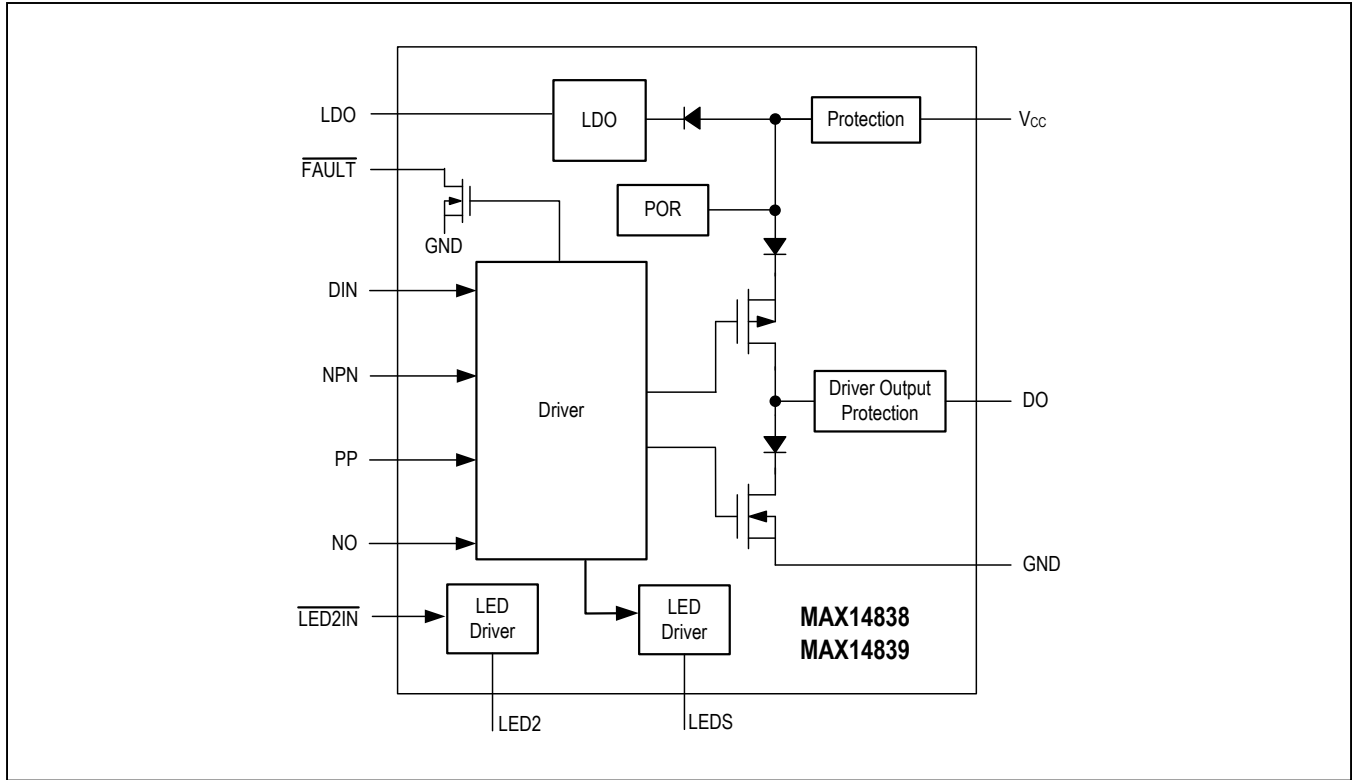 LDO
LDO
Protection
VCC
FAULT
POR
GND
DIN
NPN
Driver
Driver Output
Protection
DO
PP
NO
GND
LED2IN
LED
Driver
LED
Driver
MAX14838
MAX14839
LED2
LEDS